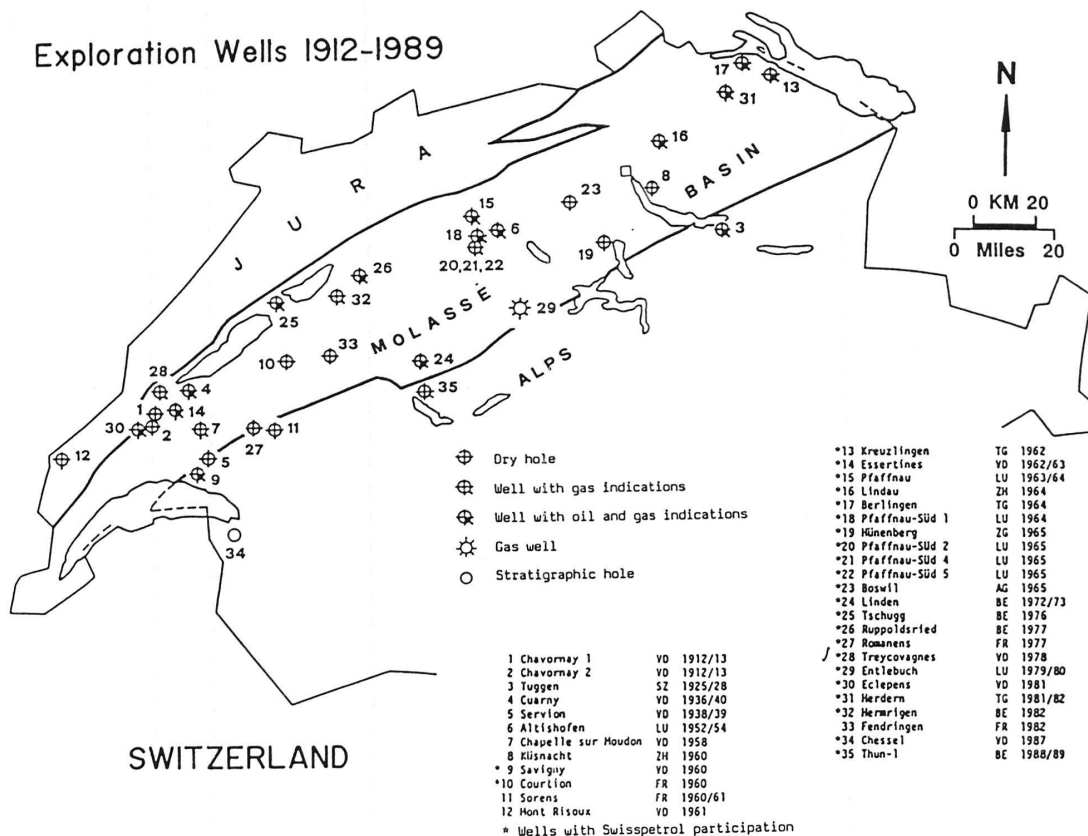 Exploration Wells 1912-1989
N
0 KM 20
0 Miles 20
JURA
MOLASSE BASIN
ALPS
17
13
31
16
8
23
3
15
6
18
19
20,21,22
26
32
25
29
33
10
24
35
28
4
1
14
30
2
7
27
11
12
5
9
34
Dry hole
Well with gas indications
Well with oil and gas indications
Gas well
Stratigraphic hole
SWITZERLAND
1 Chavornay 1 VD 1912/13
2 Chavornay 2 VD 1912/13
3 Tuggen SZ 1925/28
4 Cuarny VD 1936/40
5 Servion VD 1938/39
6 Altishofen LU 1952/54
7 Chapelle sur Moudon VD 1958
8 Küsnacht ZH 1960
* 9 Savigny VD 1960
*10 Courtion FR 1960
11 Sorens FR 1960/61
12 Mont Risoux VD 1961
* Wells with Swisspetrol participation
*13 Kreuzlingen TG 1962
*14 Essertines VD 1962/63
*15 Pfaffnau LU 1963/64
*16 Lindau ZH 1964
*17 Berlingen TG 1964
*18 Pfaffnau-Süd 1 LU 1964
*19 Hünenberg ZG 1965
*20 Pfaffnau-Süd 2 LU 1965
*21 Pfaffnau-Süd 4 LU 1965
*22 Pfaffnau-Süd 5 LU 1965
*23 Boswil AG 1965
*24 Linden BE 1972/73
*25 Tschugg BE 1976
*26 Ruppoldsried BE 1977
*27 Romanens FR 1977
*28 Treycovagnes VD 1978
*29 Entlebuch LU 1979/80
*30 Eclepens VD 1981
*31 Herdern TG 1981/82
*32 Hermrigen BE 1982
33 Fendringen FR 1982
*34 Chessel VD 1987
*35 Thun-1 BE 1988/89